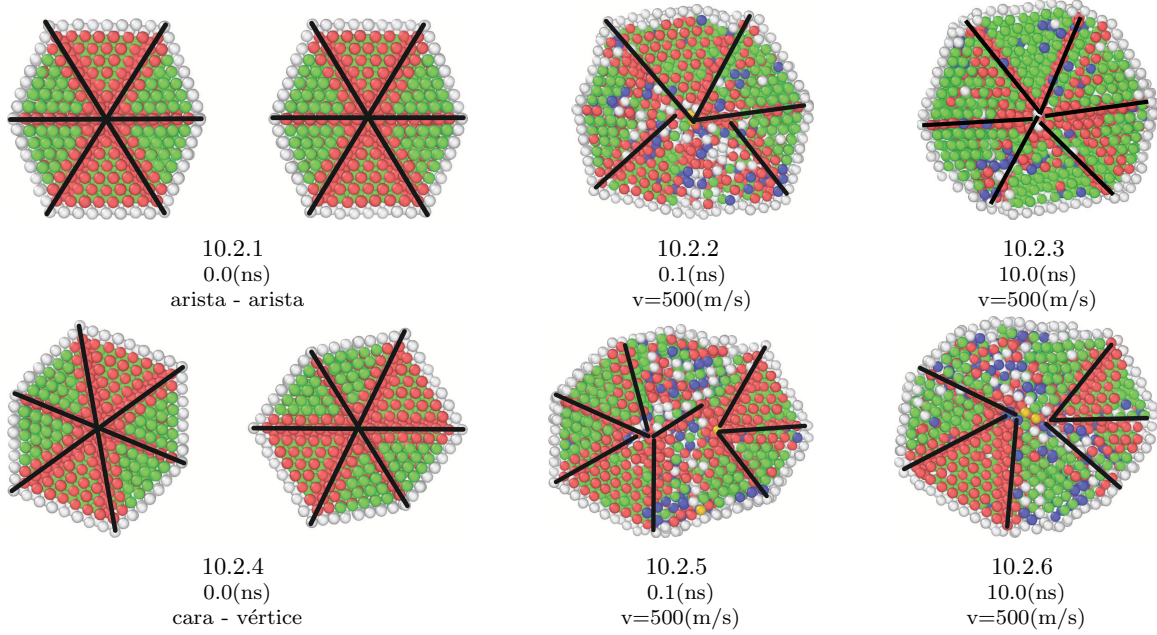 10.2.1
0.0(ns)
arista - arista
10.2.2
0.1(ns)
v=500(m/s)
10.2.3
10.0(ns)
v=500(m/s)
10.2.4
0.0(ns)
cara - vértice
10.2.5
0.1(ns)
v=500(m/s)
10.2.6
10.0(ns)
v=500(m/s)